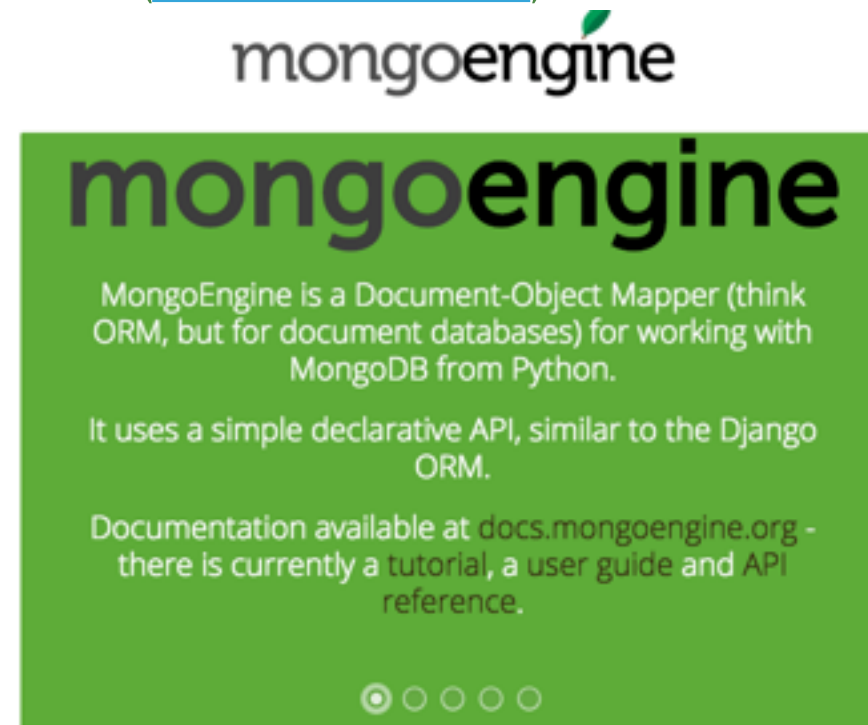 mongoengine
mongoengine
MongoEngine is a Document-Object Mapper (think
ORM, but for document databases) for working with
MongoDB from Python.
It uses a simple declarative API, similar to the Django
ORM.
Documentation available at docs.mongoengine.org -
there is currently a tutorial, a user guide and API
reference.